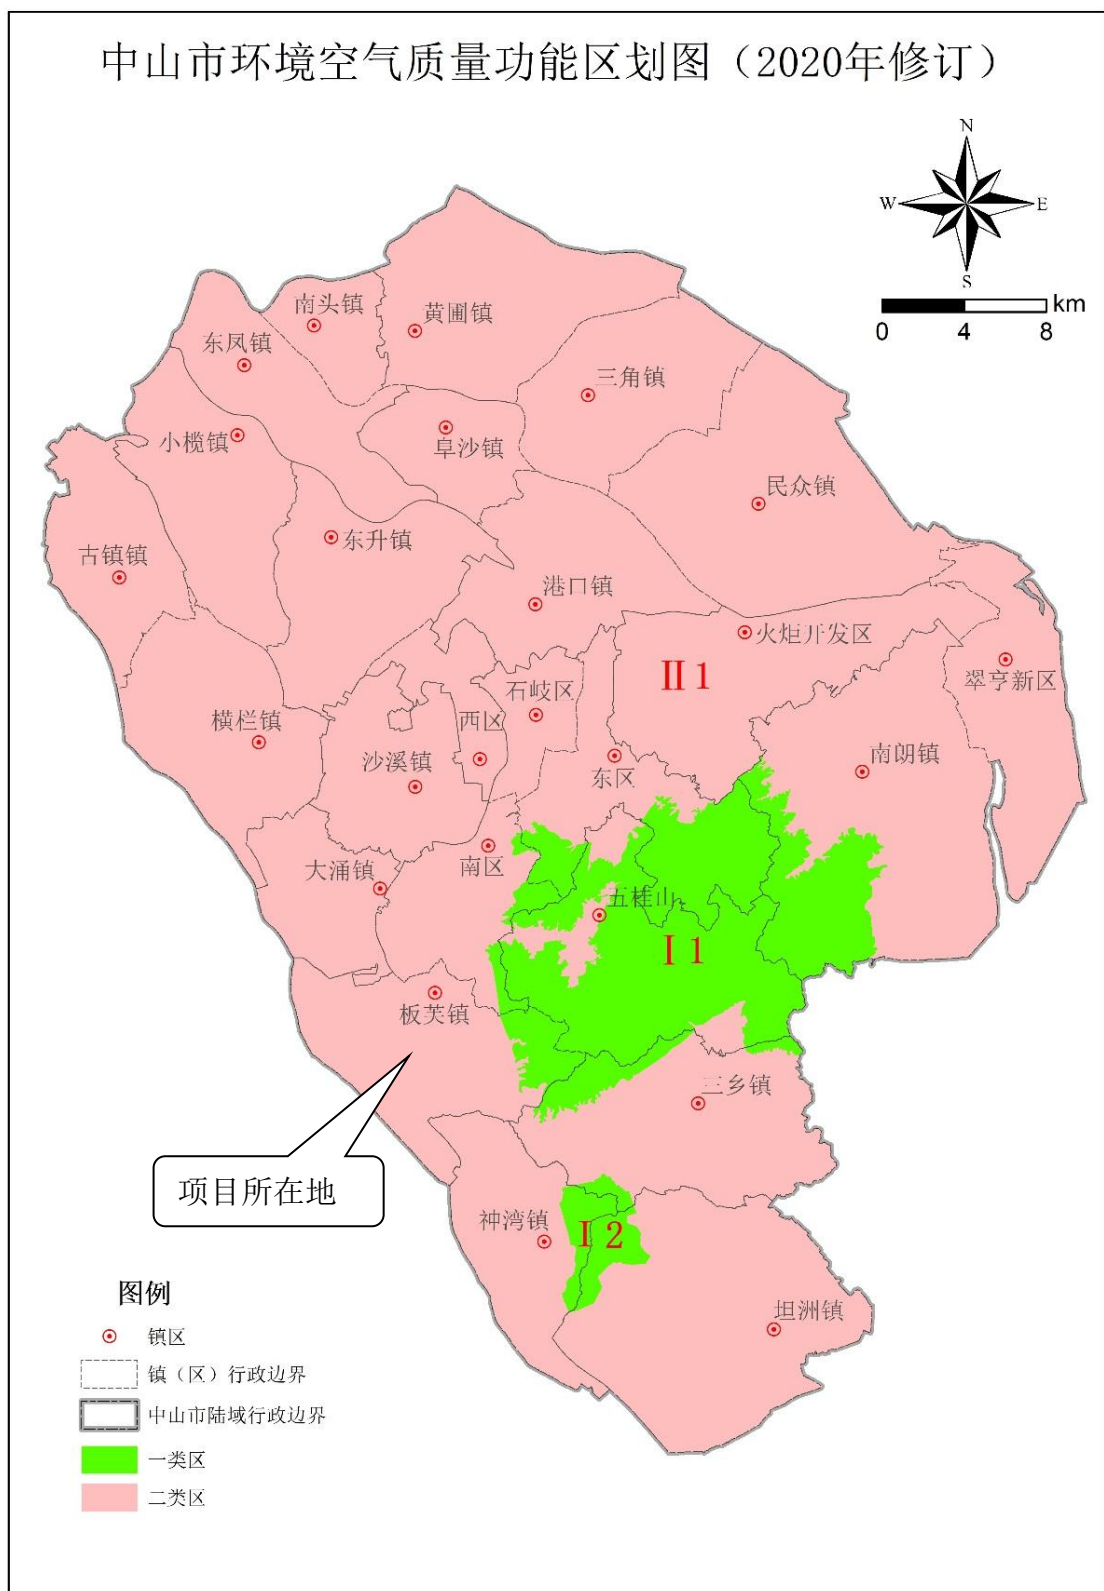 中山市环境空气质量功能区划图（2020年修订）
N
W
E
S
km
0 4 8
南头镇
黄圃镇
东凤镇
三角镇
小榄镇
阜沙镇
民众镇
东升镇
古镇镇
港口镇
火炬开发区
Ⅱ1
翠亨新区
石岐区
横栏镇
西区
沙溪镇
东区
南朗镇
南区
大涌镇
五桂山
Ⅰ1
板芙镇
三乡镇
项目所在地
神湾镇
Ⅰ2
坦洲镇
图例
镇区
镇（区）行政边界
中山市陆域行政边界
一类区
二类区